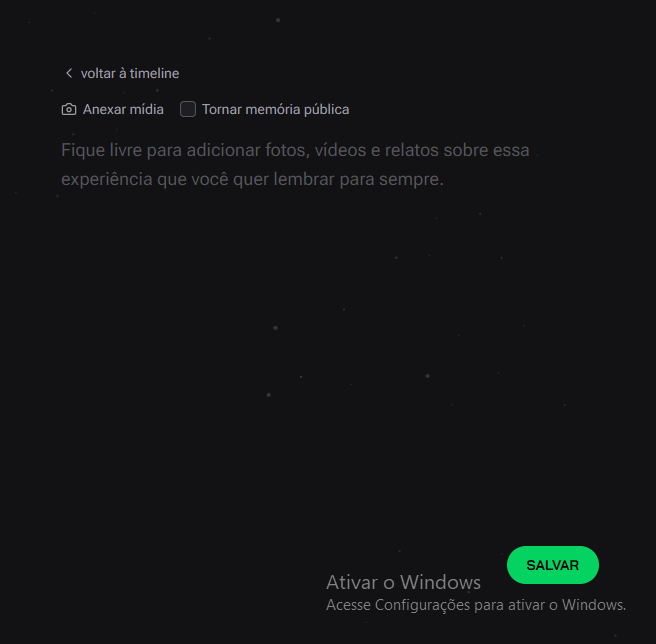 voltar à timeline
Anexar mídia Tornar memória pública
Fique livre para adicionar fotos, vídeos e relatos sobre essa
experiência que você quer lembrar para sempre.
SALVAR
Ativar o Windows
Acesse Configurações para ativar o Windows.